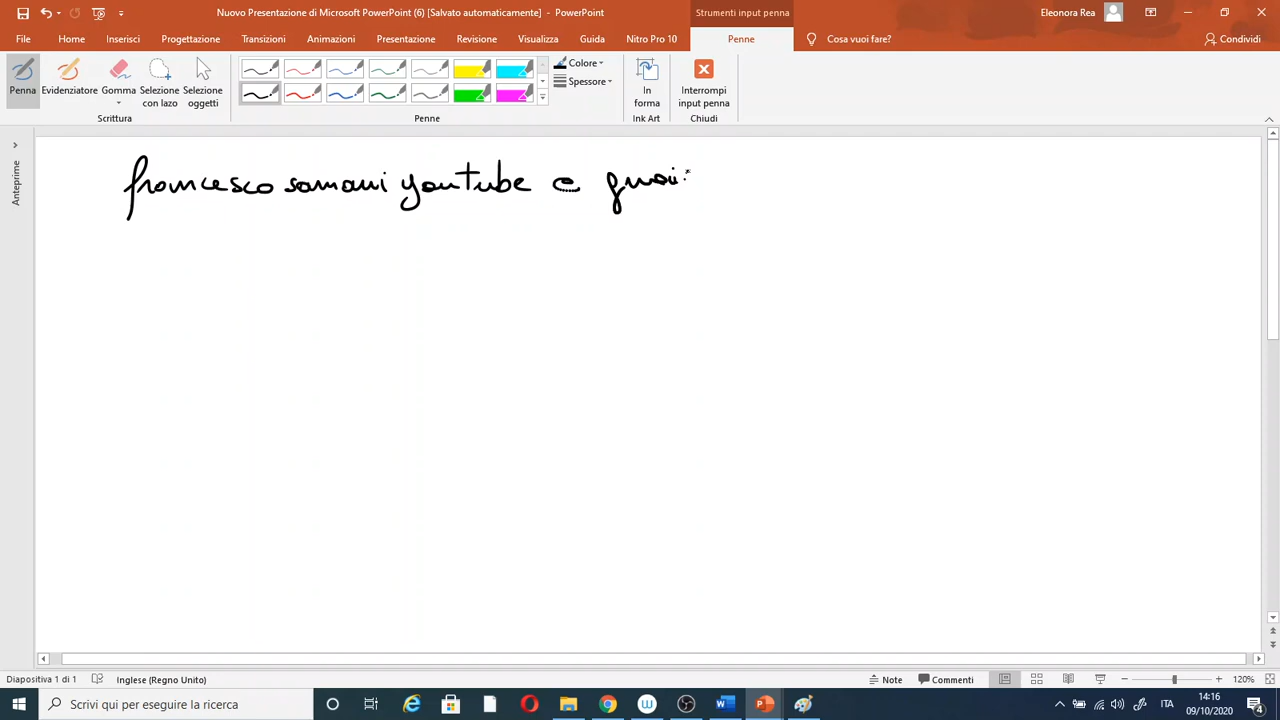 Nuovo Presentazione di Microsoft PowerPoint (6) [Salvato automaticamente] - PowerPoint
Strumenti input penna
Eleonora Rea
File Home Inserisci Progettazione Transizioni Animazioni Presentazione Revisione Visualizza Guida Nitro Pro 10 Penne Cosa vuoi fare? Condividi
Penna Evidenziatore Gomma Selezione con lazo Selezione oggetti
Scrittura
Colore
Spessore
Penne
In forma
Ink Art
Interrompi input penna
Chiudi
Anteprime
francesco samani youtube e
Diapositiva 1 di 1 Inglese (Regno Unito) Note Commenti 120%
Scrivi qui per eseguire la ricerca
ITA
14:16
09/10/2020
4